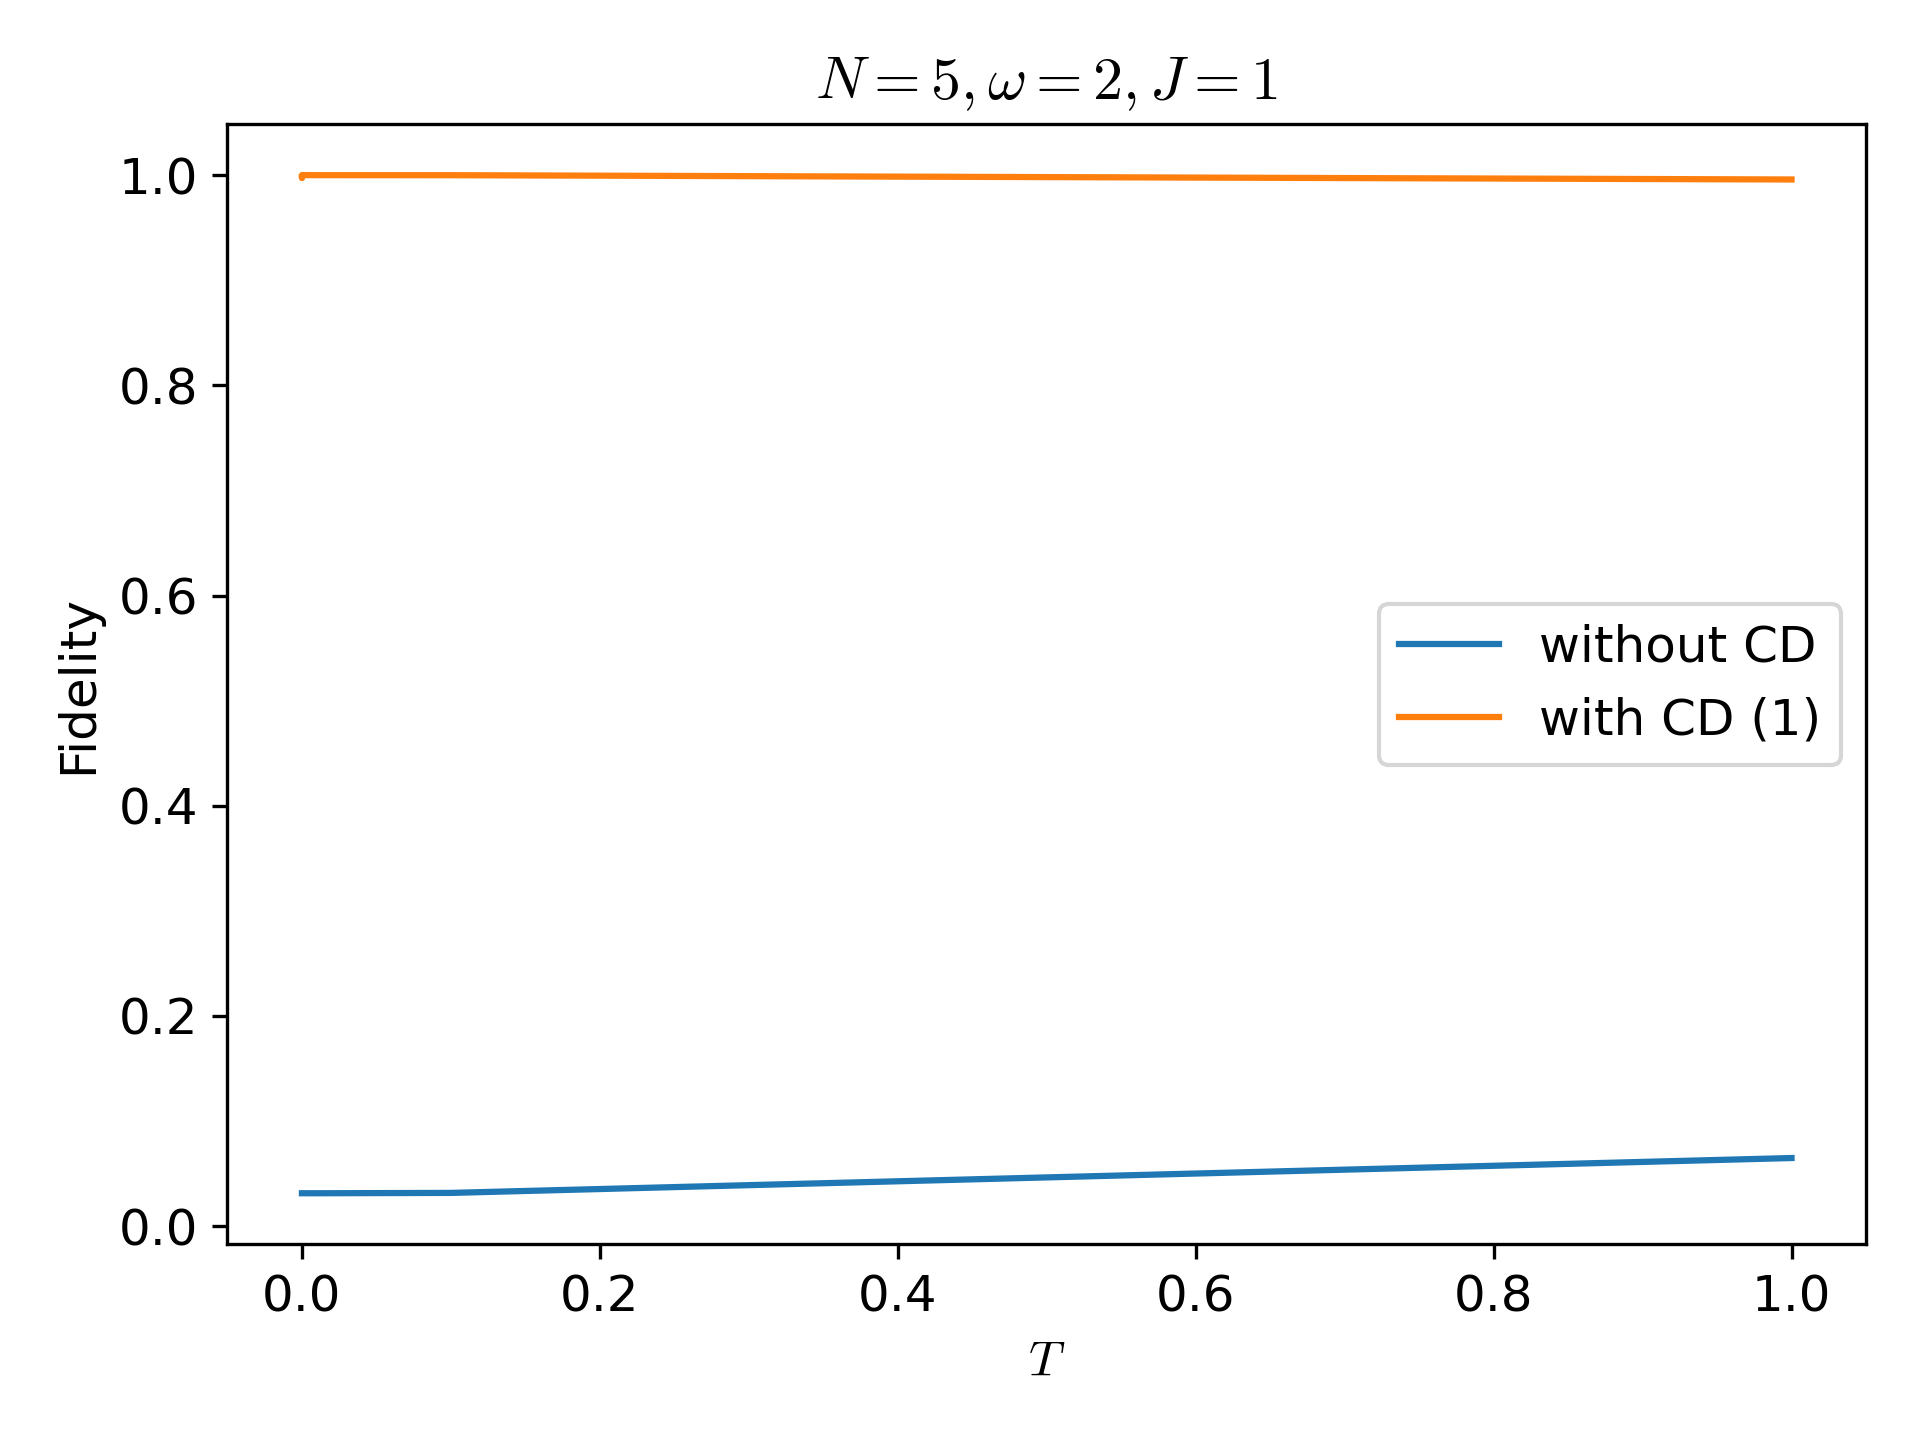 N = 5, ω = 2, J = 1
Fidelity
1.0
0.8
0.6
0.4
0.2
0.0
without CD
with CD (1)
0.0 0.2 0.4 0.6 0.8 1.0
T